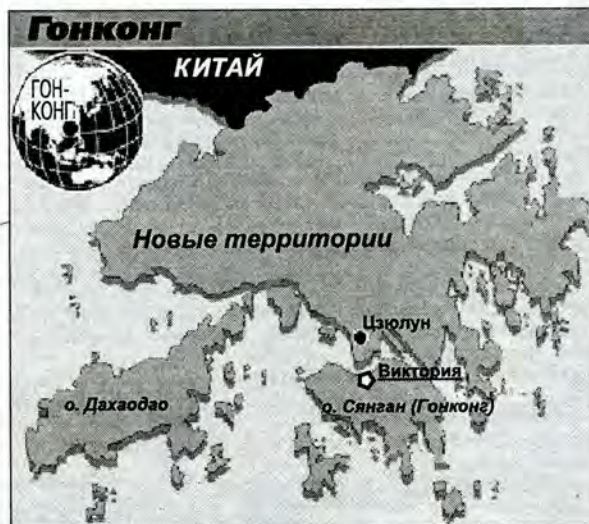 Гонконг
КИТАЙ
ГОН-
КОНГ
Новые территории
Цзюлун
Виктория
о. Дахаодао
о. Сянган (Гонконг)